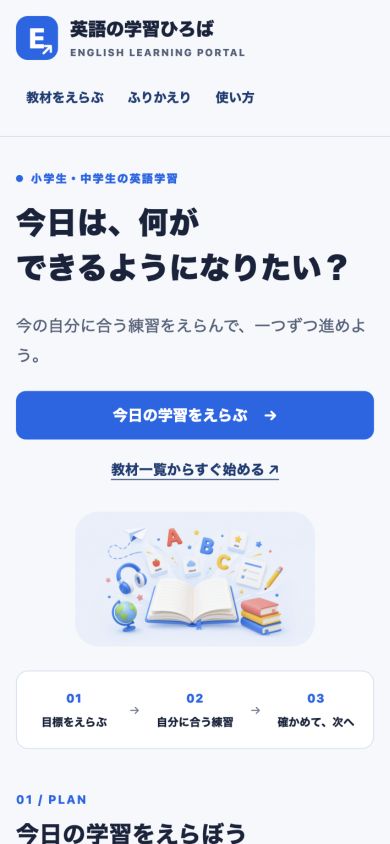 E
英語の学習ひろば
ENGLISH LEARNING PORTAL
教材をえらぶ ふりかえり 使い方
小学生・中学生の英語学習
今日は、何が
できるようになりたい？
今の自分に合う練習をえらんで、一つずつ進めよ
う。
今日の学習をえらぶ →
教材一覧からすぐ始める ↗
A B C
01 → 02 → 03
目標をえらぶ 自分に合う練習 確かめて、次へ
01 / PLAN
今日の学習をえらぼう